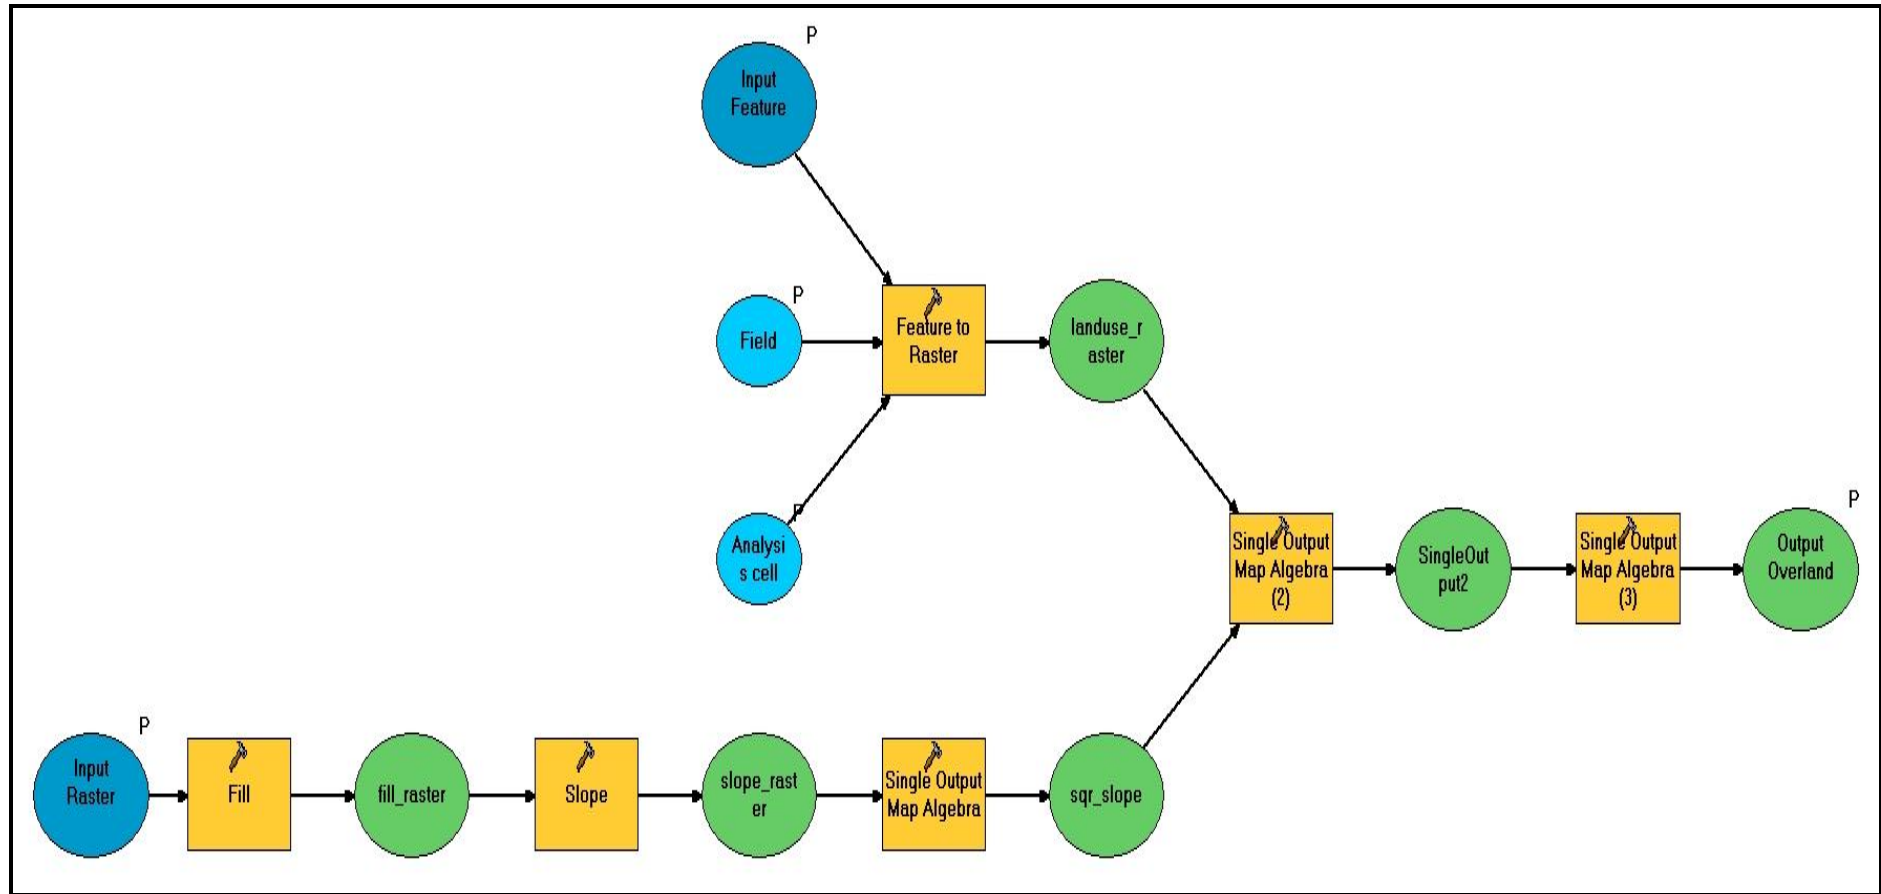 P
Input
Feature
P
Field
Feature to
Raster
landuse_r
aster
P
Analysi
s cell
Single Output
Map Algebra
(2)
SingleOut
put2
Single Output
Map Algebra
(3)
P
Output
Overland
P
Input
Raster
Fill
fill_raster
Slope
slope_rast
er
Single Output
Map Algebra
sqr_slope